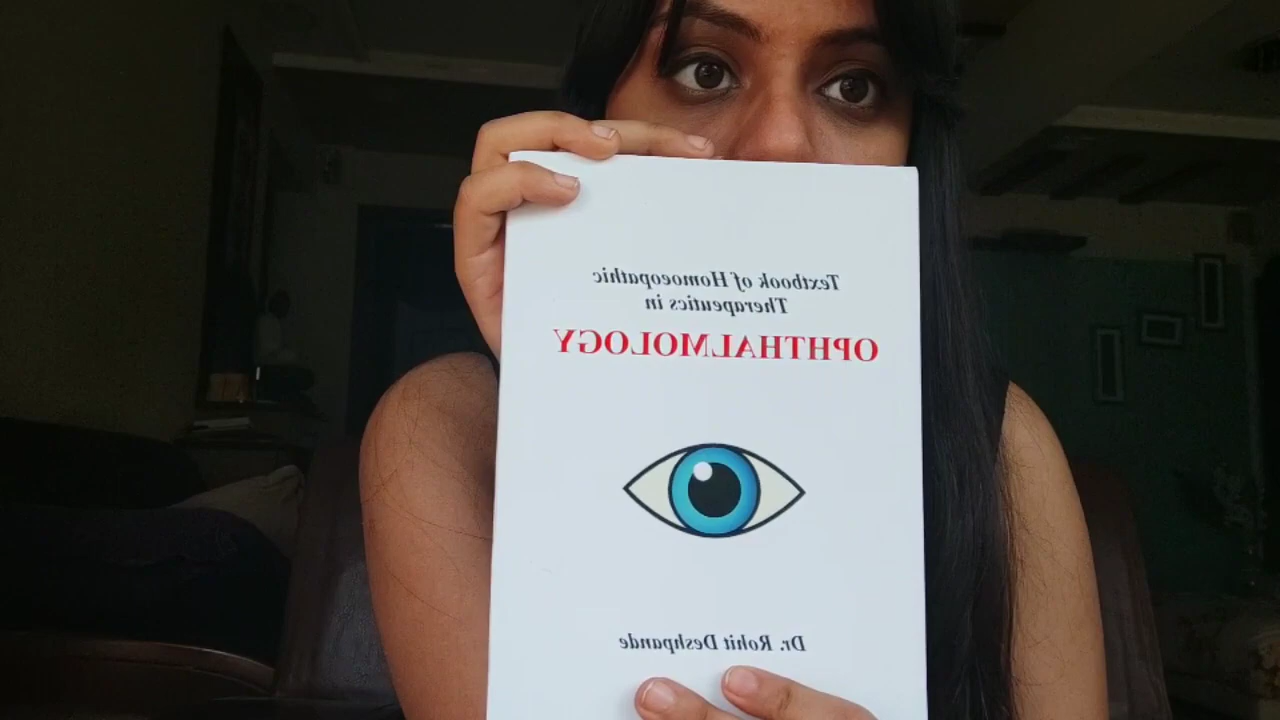 Textbook of Homoeopathic
Therapeutics in
OPHTHALMOLOGY
Dr. Rohit Deshpande